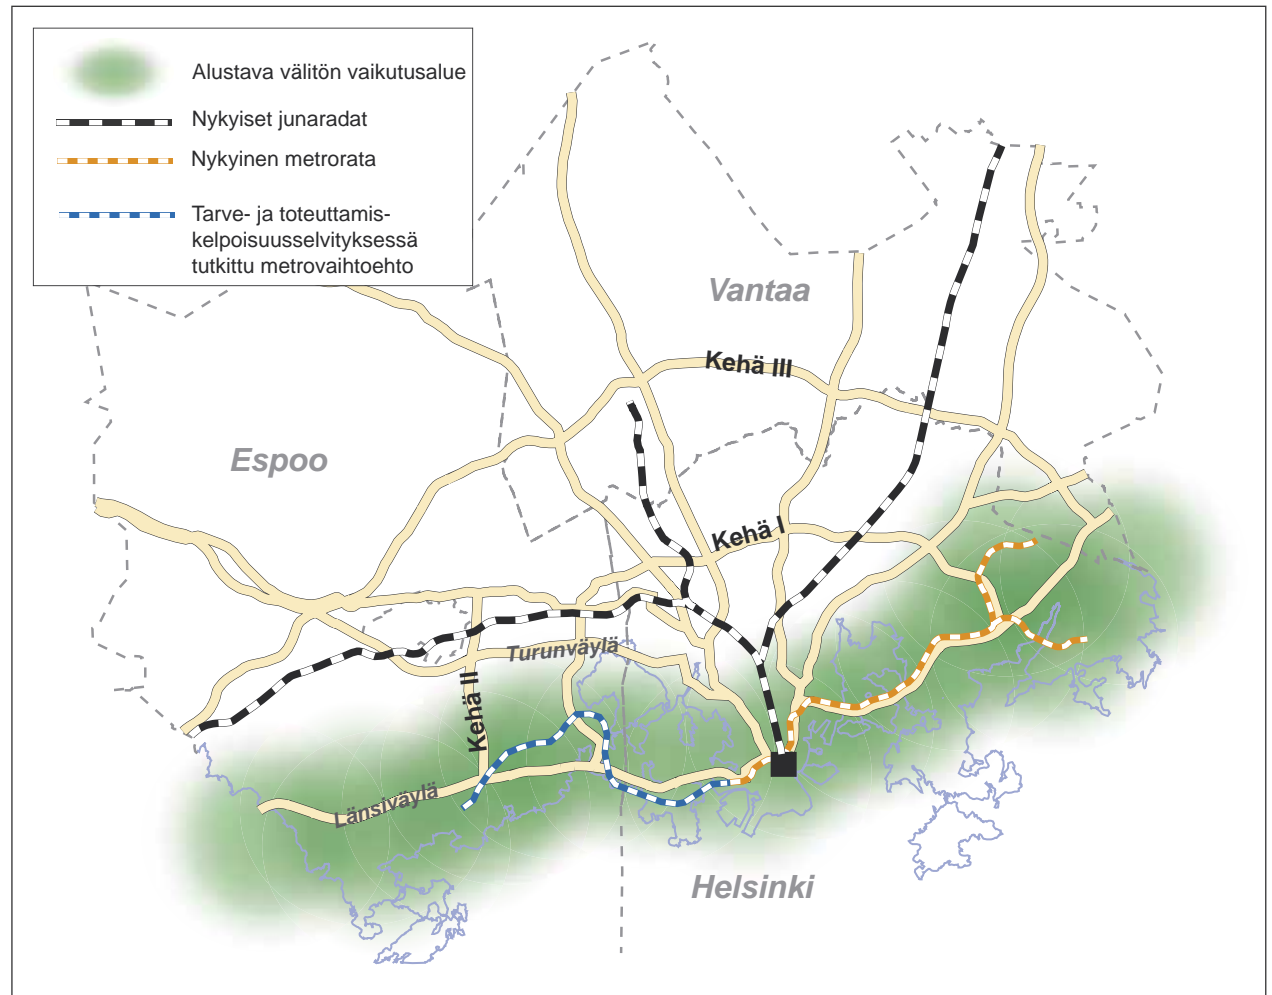 Alustava välitön vaikutusalue
Nykyiset junaradat
Nykyinen metrorata
Tarve- ja toteuttamis-
kelpoisuusselvityksessä
tutkittu metrovaihtoehto
Vantaa
Kehä III
Espoo
Kehä I
Turunväylä
Kehä II
Länsiväylä
Helsinki